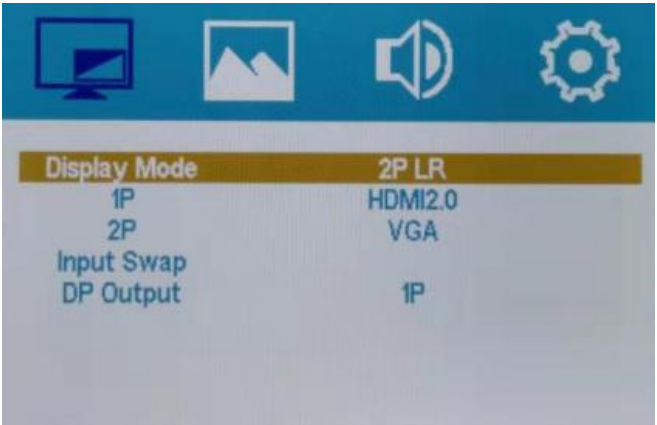 Display Mode 2P LR
1P HDMI2.0
2P VGA
Input Swap
DP Output 1P